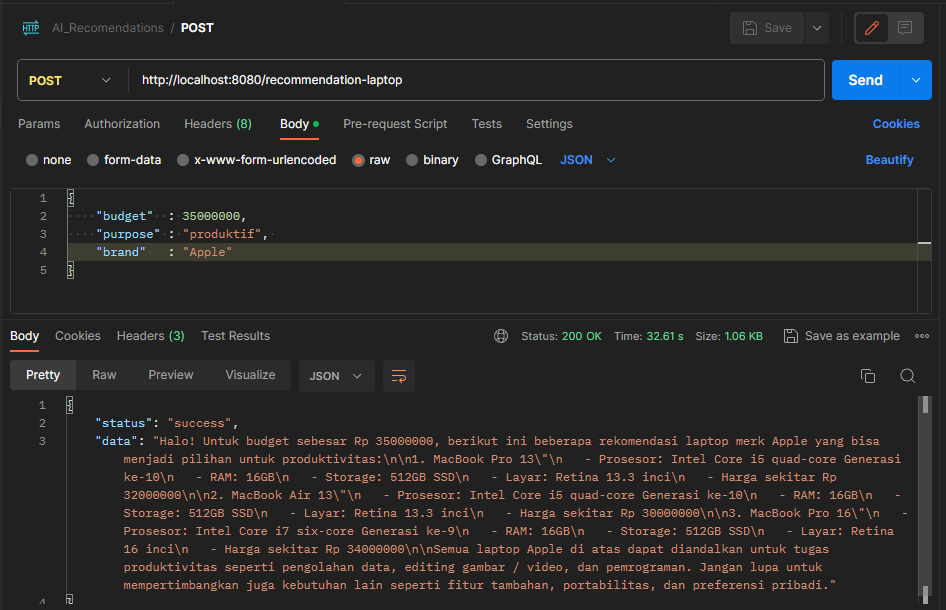 HTTP AI_Recomendations / POST Save
POST http://localhost:8080/recommendation-laptop Send
Params Authorization Headers (8) Body Pre-request Script Tests Settings Cookies
none form-data x-www-form-urlencoded raw binary GraphQL JSON Beautify
1 {
2 "budget" : 35000000,
3 "purpose" : "produktif",
4 "brand" : "Apple"
5 }
Body Cookies Headers (3) Test Results Status: 200 OK Time: 32.61 s Size: 1.06 KB Save as example
Pretty Raw Preview Visualize JSON
1 {
2 "status": "success",
3 "data": "Halo! Untuk budget sebesar Rp 35000000, berikut ini beberapa rekomendasi laptop merk Apple yang bisa
menjadi pilihan untuk produktivitas:\n\n1. MacBook Pro 13\"\n   - Prosesor: Intel Core i5 quad-core Generasi
ke-10\n   - RAM: 16GB\n   - Storage: 512GB SSD\n   - Layar: Retina 13.3 inci\n   - Harga sekitar Rp
32000000\n\n2. MacBook Air 13\"\n   - Prosesor: Intel Core i5 quad-core Generasi ke-10\n   - RAM: 16GB\n   -
Storage: 512GB SSD\n   - Layar: Retina 13.3 inci\n   - Harga sekitar Rp 30000000\n\n3. MacBook Pro 16\"\n   -
Prosesor: Intel Core i7 six-core Generasi ke-9\n   - RAM: 16GB\n   - Storage: 512GB SSD\n   - Layar: Retina
16 inci\n   - Harga sekitar Rp 34000000\n\nSemua laptop Apple di atas dapat diandalkan untuk tugas
produktivitas seperti pengolahan data, editing gambar / video, dan pemrograman. Jangan lupa untuk
mempertimbangkan juga kebutuhan lain seperti fitur tambahan, portabilitas, dan preferensi pribadi."
4 }